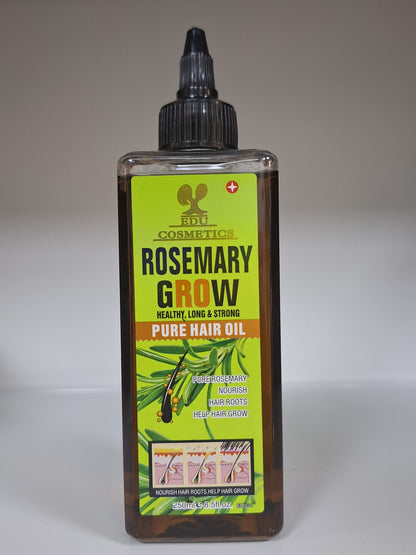 EDU
COSMETICS
ROSEMARY
GROW
HEALTHY, LONG & STRONG
PURE HAIR OIL
PURE ROSEMARY
NOURISH
HAIR ROOTS
HELP HAIR GROW
NOURISH HAIR ROOTS,HELP HAIR GROW
250ml℮ 8.5fl.oz.